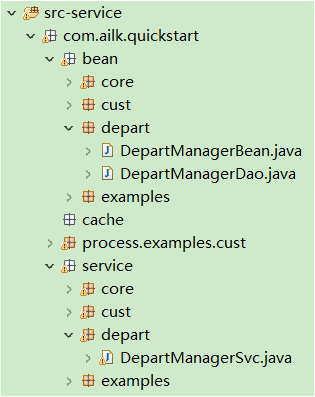 src-service
com.ailk.quickstart
bean
core
cust
depart
DepartManagerBean.java
DepartManagerDao.java
examples
cache
process.examples.cust
service
core
cust
depart
DepartManagerSvc.java
examples